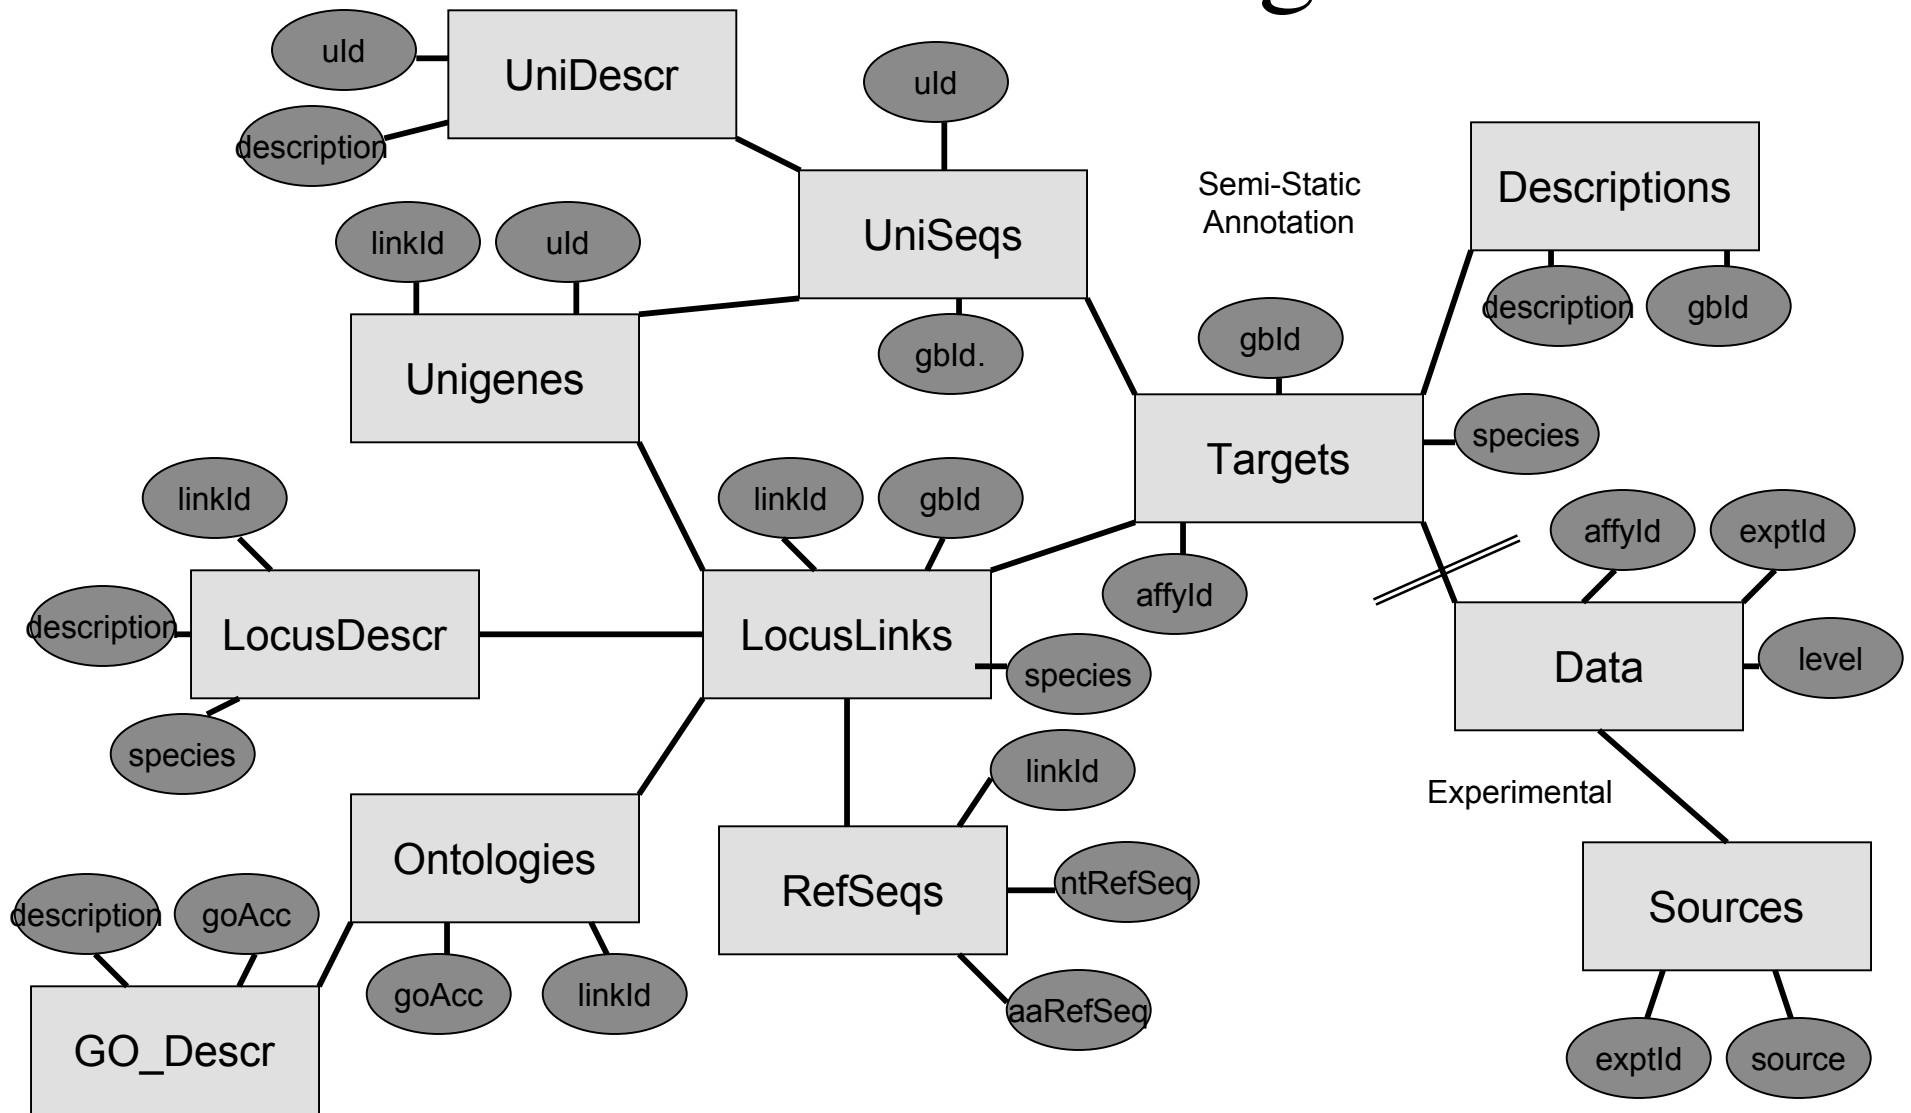 g
uId
UniDescr
description
uId
UniSeqs
gbId.
Semi-Static
Annotation
Descriptions
description
gbId
linkId
uId
Unigenes
gbId
Targets
species
affyId
linkId
description
LocusDescr
species
linkId
gbId
LocusLinks
species
affyId
exptId
Data
level
Experimental
Ontologies
goAcc
linkId
linkId
RefSeqs
ntRefSeq
aaRefSeq
description
goAcc
GO_Descr
Sources
exptId
source